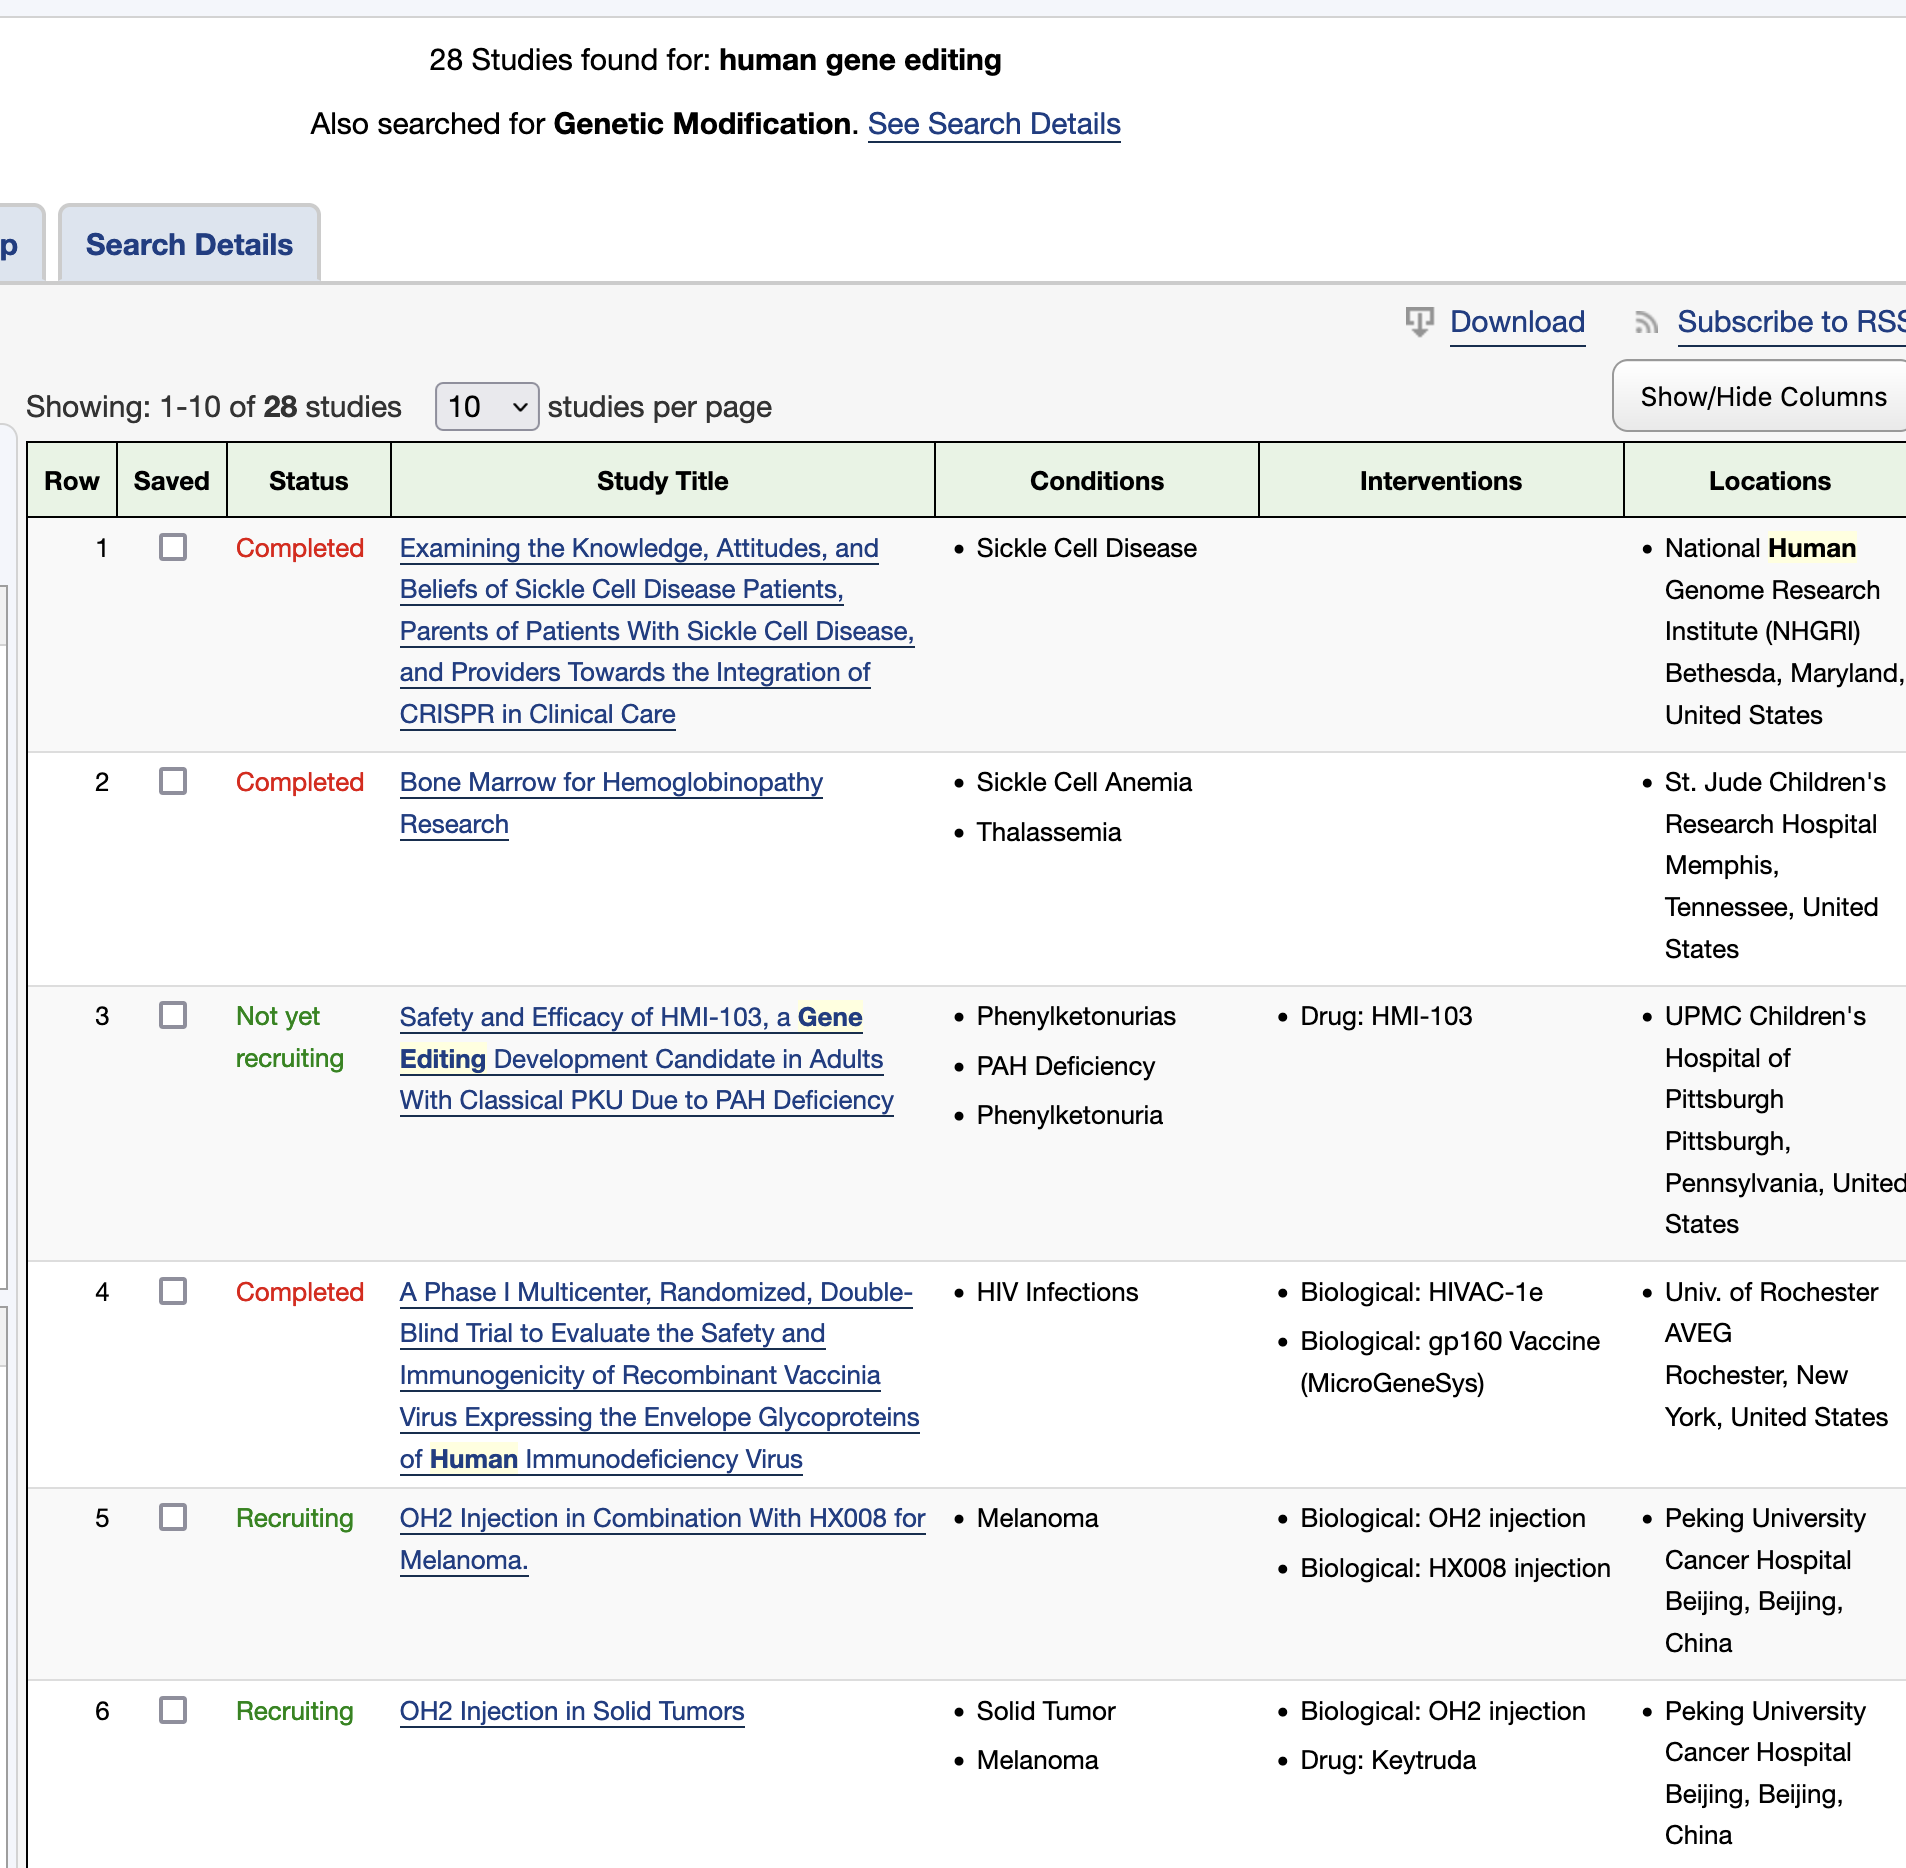 28 Studies found for: human gene editing
Also searched for Genetic Modification. See Search Details
p
Search Details
Download
Subscribe to RSS
Showing: 1-10 of 28 studies
10
studies per page
Show/Hide Columns
Row
Saved
Status
Study Title
Conditions
Interventions
Locations
1
Completed
Examining the Knowledge, Attitudes, and
Beliefs of Sickle Cell Disease Patients,
Parents of Patients With Sickle Cell Disease,
and Providers Towards the Integration of
CRISPR in Clinical Care
• Sickle Cell Disease
• National Human
Genome Research
Institute (NHGRI)
Bethesda, Maryland,
United States
2
Completed
Bone Marrow for Hemoglobinopathy
Research
• Sickle Cell Anemia
• Thalassemia
• St. Jude Children's
Research Hospital
Memphis,
Tennessee, United
States
3
Not yet
recruiting
Safety and Efficacy of HMI-103, a Gene
Editing Development Candidate in Adults
With Classical PKU Due to PAH Deficiency
• Phenylketonurias
• PAH Deficiency
• Phenylketonuria
• Drug: HMI-103
• UPMC Children's
Hospital of
Pittsburgh
Pittsburgh,
Pennsylvania, United
States
4
Completed
A Phase I Multicenter, Randomized, Double-
Blind Trial to Evaluate the Safety and
Immunogenicity of Recombinant Vaccinia
Virus Expressing the Envelope Glycoproteins
of Human Immunodeficiency Virus
• HIV Infections
• Biological: HIVAC-1e
• Biological: gp160 Vaccine
(MicroGeneSys)
• Univ. of Rochester
AVEG
Rochester, New
York, United States
5
Recruiting
OH2 Injection in Combination With HX008 for
Melanoma.
• Melanoma
• Biological: OH2 injection
• Biological: HX008 injection
• Peking University
Cancer Hospital
Beijing, Beijing,
China
6
Recruiting
OH2 Injection in Solid Tumors
• Solid Tumor
• Melanoma
• Biological: OH2 injection
• Drug: Keytruda
• Peking University
Cancer Hospital
Beijing, Beijing,
China